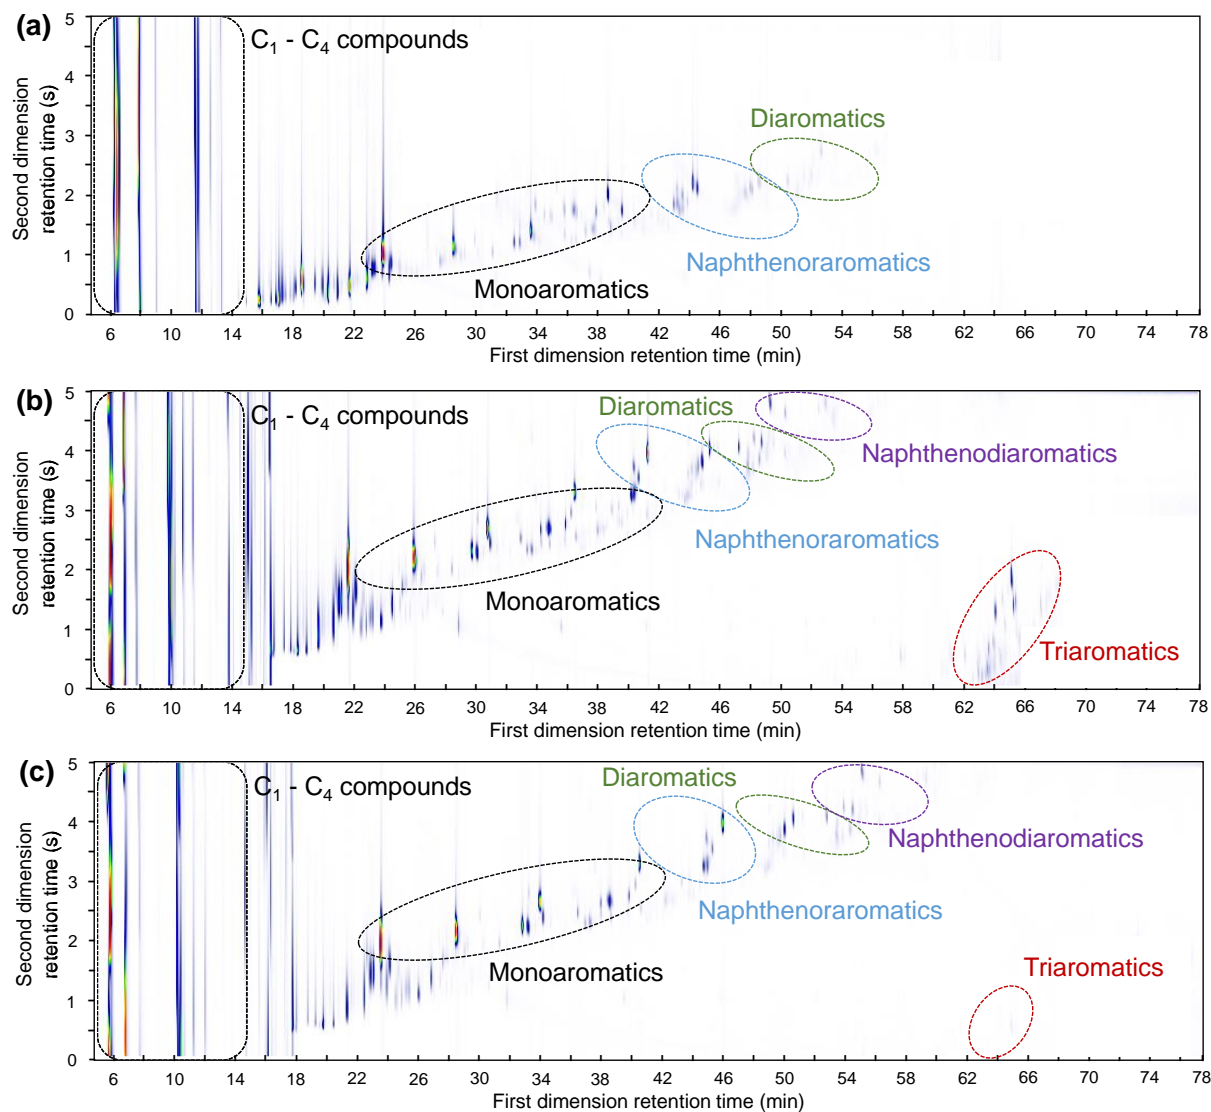 (a)
C₁ - C₄ compounds
Diaromatics
Naphthenoraromatics
Monoaromatics
Second dimension
retention time (s)
5
4
3
2
1
0
6 10 14 18 22 26 30 34 38 42 46 50 54 58 62 66 70 74 78
First dimension retention time (min)
(b)
C₁ - C₄ compounds
Diaromatics
Naphthenodiaromatics
Naphthenoraromatics
Monoaromatics
Triaromatics
Second dimension
retention time (s)
5
4
3
2
1
0
6 10 14 18 22 26 30 34 38 42 46 50 54 58 62 66 70 74 78
First dimension retention time (min)
(c)
C₁ - C₄ compounds
Diaromatics
Naphthenodiaromatics
Naphthenoraromatics
Monoaromatics
Triaromatics
Second dimension
retention time (s)
5
4
3
2
1
0
6 10 14 18 22 26 30 34 38 42 46 50 54 58 62 66 70 74 78
First dimension retention time (min)